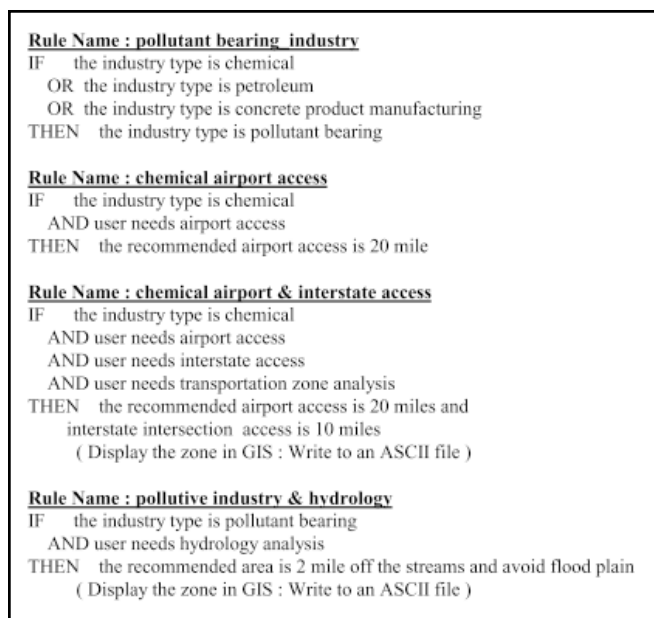 Rule Name : pollutant bearing_industry
IF the industry type is chemical
OR the industry type is petroleum
OR the industry type is concrete product manufacturing
THEN the industry type is pollutant bearing
Rule Name : chemical airport access
IF the industry type is chemical
AND user needs airport access
THEN the recommended airport access is 20 mile
Rule Name : chemical airport & interstate access
IF the industry type is chemical
AND user needs airport access
AND user needs interstate access
AND user needs transportation zone analysis
THEN the recommended airport access is 20 miles and
interstate intersection access is 10 miles
( Display the zone in GIS : Write to an ASCII file )
Rule Name : pollutive industry & hydrology
IF the industry type is pollutant bearing
AND user needs hydrology analysis
THEN the recommended area is 2 mile off the streams and avoid flood plain
( Display the zone in GIS : Write to an ASCII file )